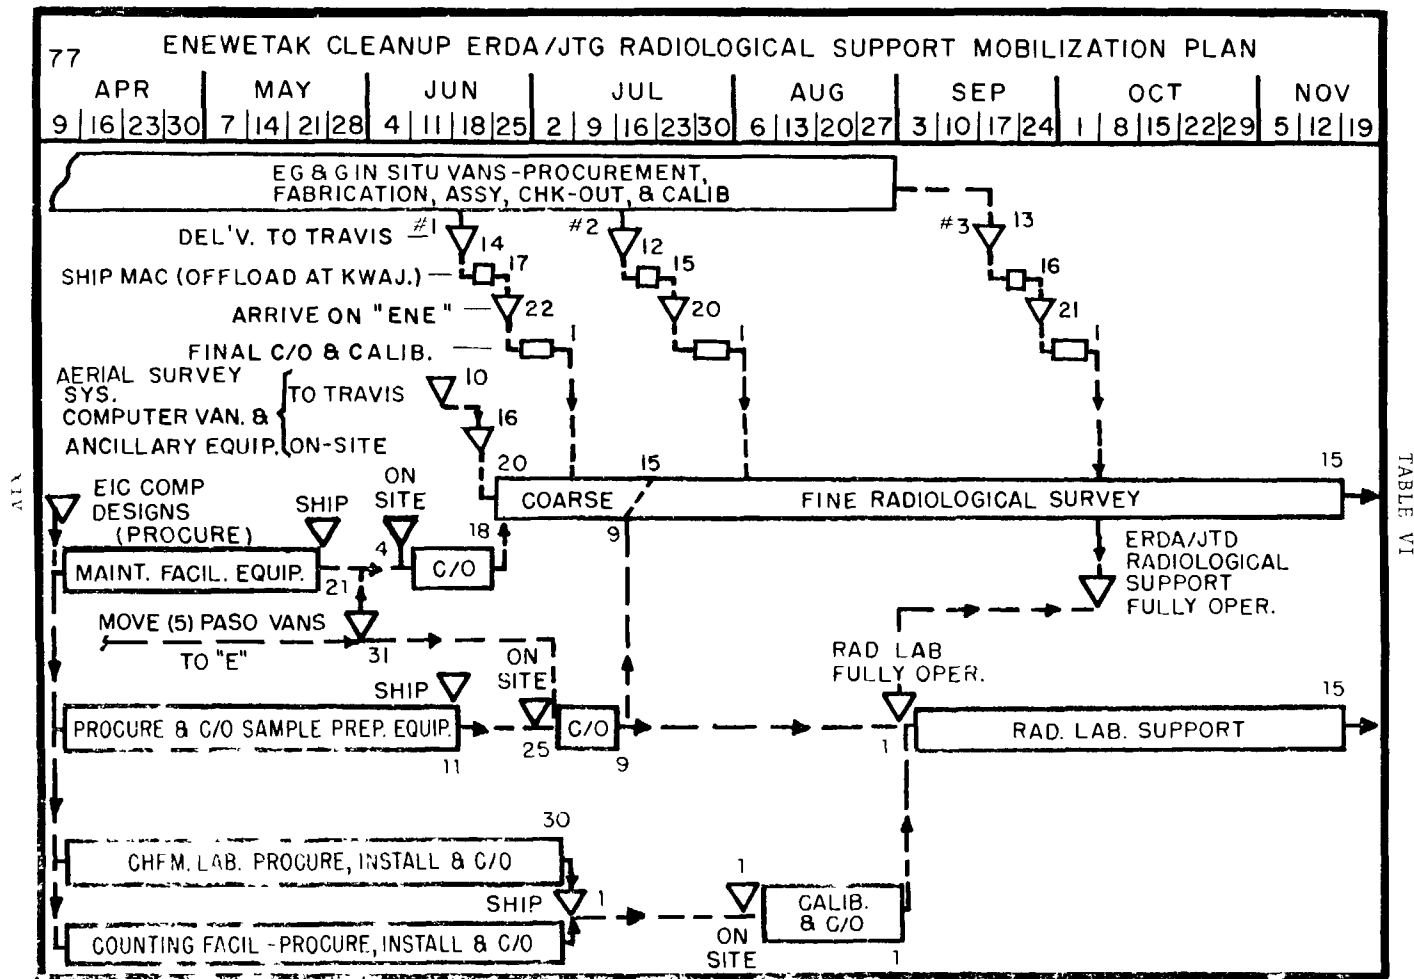 ENEWETAK CLEANUP ERDA/JTG RADIOLOGICAL SUPPORT MOBILIZATION PLAN
77
APR MAY JUN JUL AUG SEP OCT NOV
9 16 23 30 7 14 21 28 4 11 18 25 2 9 16 23 30 6 13 20 27 3 10 17 24 1 8 15 22 29 5 12 19
EG & G IN SITU VANS-PROCUREMENT,
FABRICATION, ASSY, CHK-OUT, & CALIB
DEL'V. TO TRAVIS #1 14 #2 12 #3 13
SHIP MAC (OFFLOAD AT KWAJ.) 17 15 16
ARRIVE ON "ENE" 22 20 21
FINAL C/O & CALIB. 1 1 1
AERIAL SURVEY
SYS.
COMPUTER VAN. &
ANCILLARY EQUIP.
TO TRAVIS 10
ON-SITE 16
20 15 15
COARSE FINE RADIOLOGICAL SURVEY
18 9
EIC COMP
DESIGNS
(PROCURE)
SHIP
ON
SITE
4
MAINT. FACIL. EQUIP. C/O
21
ERDA/JTD
RADIOLOGICAL
SUPPORT
FULLY OPER.
MOVE (5) PASO VANS
TO "E"
31
RAD LAB
FULLY OPER.
SHIP
ON
SITE
15
PROCURE & C/O SAMPLE PREP. EQUIP. C/O RAD. LAB. SUPPORT
11 25 9 1
30
CHEM. LAB. PROCURE, INSTALL & C/O
SHIP 1
1
ON
SITE
CALIB.
& C/O
1
COUNTING FACIL-PROCURE, INSTALL & C/O
TABLE VI